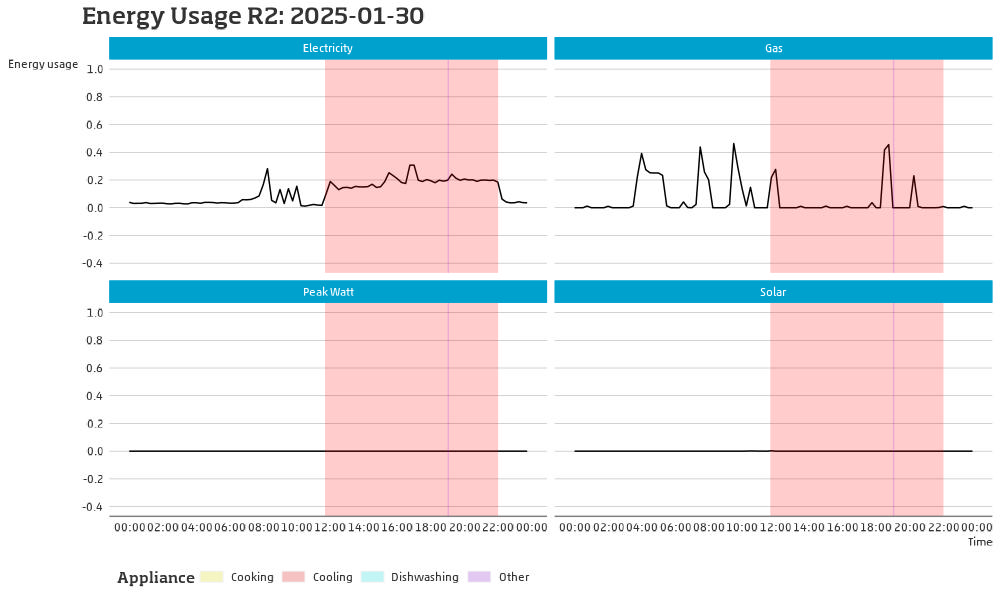 Energy Usage R2: 2025-01-30
Electricity
Gas
Energy usage
1.0
0.8
0.6
0.4
0.2
0.0
-0.2
-0.4
Peak Watt
Solar
1.0
0.8
0.6
0.4
0.2
0.0
-0.2
-0.4
00:00 02:00 04:00 06:00 08:00 10:00 12:00 14:00 16:00 18:00 20:00 22:00 00:00
00:00 02:00 04:00 06:00 08:00 10:00 12:00 14:00 16:00 18:00 20:00 22:00 00:00
Time
Appliance Cooking Cooling Dishwashing Other